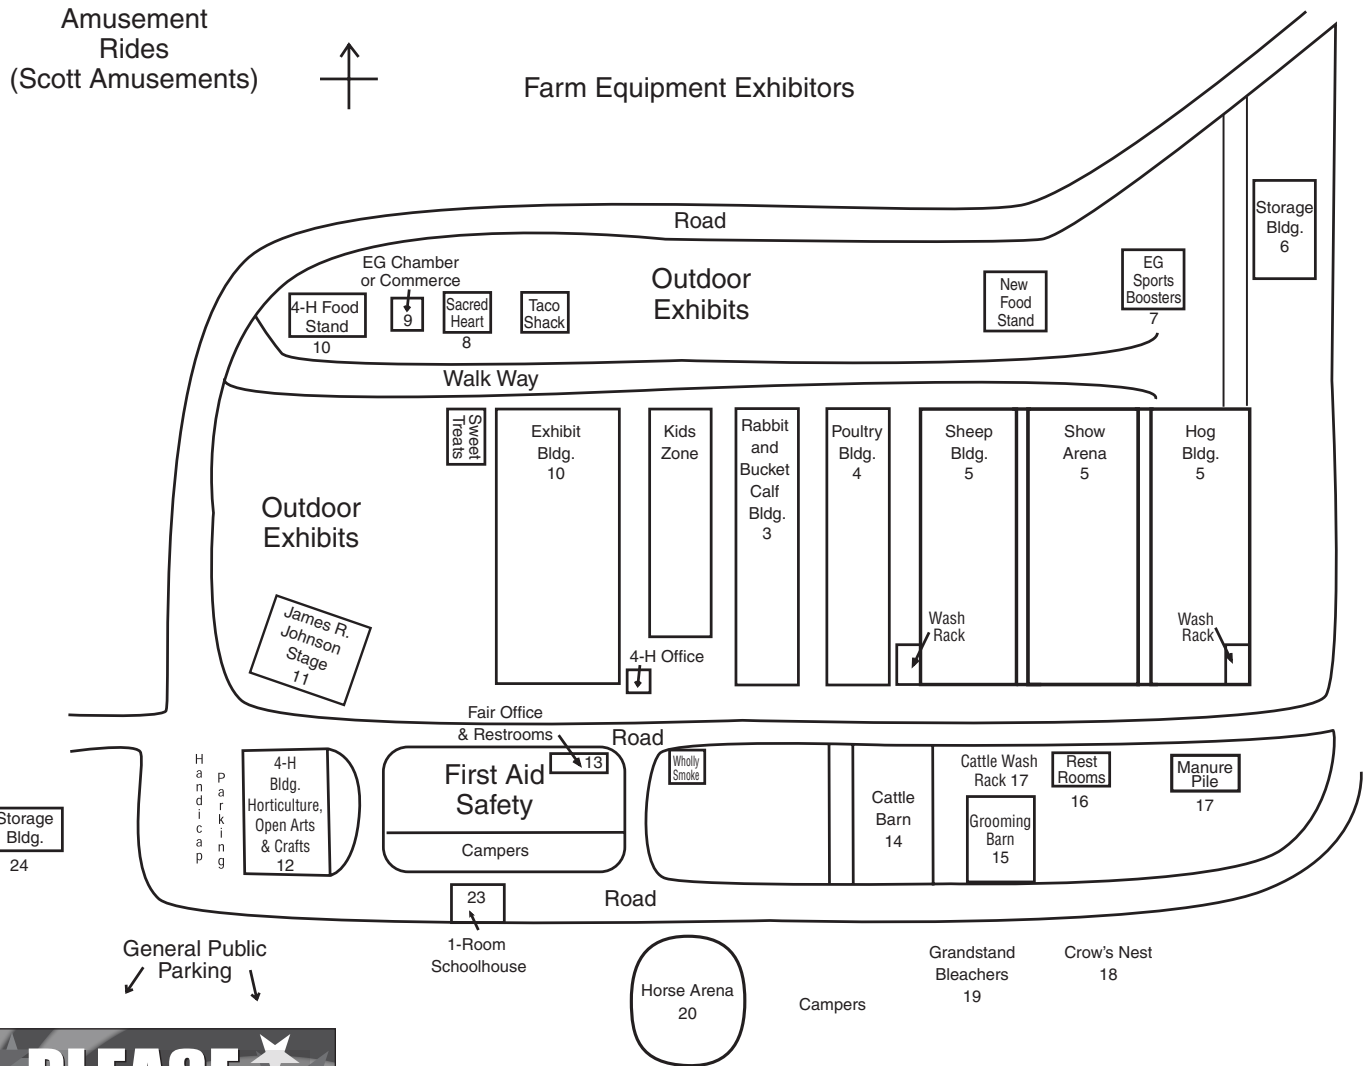 Amusement
Rides
(Scott Amusements)
Farm Equipment Exhibitors
Road
Storage
Bldg.
6
EG Chamber
or Commerce
4-H Food
Stand
10
9
Sacred
Heart
8
Taco
Shack
Outdoor
Exhibits
New
Food
Stand
EG
Sports
Boosters
7
Walk Way
Sweet
Treats
Exhibit
Bldg.
10
Kids
Zone
Rabbit
and
Bucket
Calf
Bldg.
3
Poultry
Bldg.
4
Sheep
Bldg.
5
Show
Arena
5
Hog
Bldg.
5
Outdoor
Exhibits
James R.
Johnson
Stage
11
Wash
Rack
Wash
Rack
4-H Office
Fair Office
& Restrooms
Road
Handicap
Parking
4-H
Bldg.
Horticulture,
Open Arts
& Crafts
12
First Aid
Safety
13
Campers
Wholly
Smoke
Cattle
Barn
14
Cattle Wash
Rack 17
Grooming
Barn
15
Rest
Rooms
16
Manure
Pile
17
Storage
Bldg.
24
23
Road
1-Room
Schoolhouse
General Public
Parking
Horse Arena
20
Campers
Grandstand
Bleachers
19
Crow's Nest
18
PLEASE